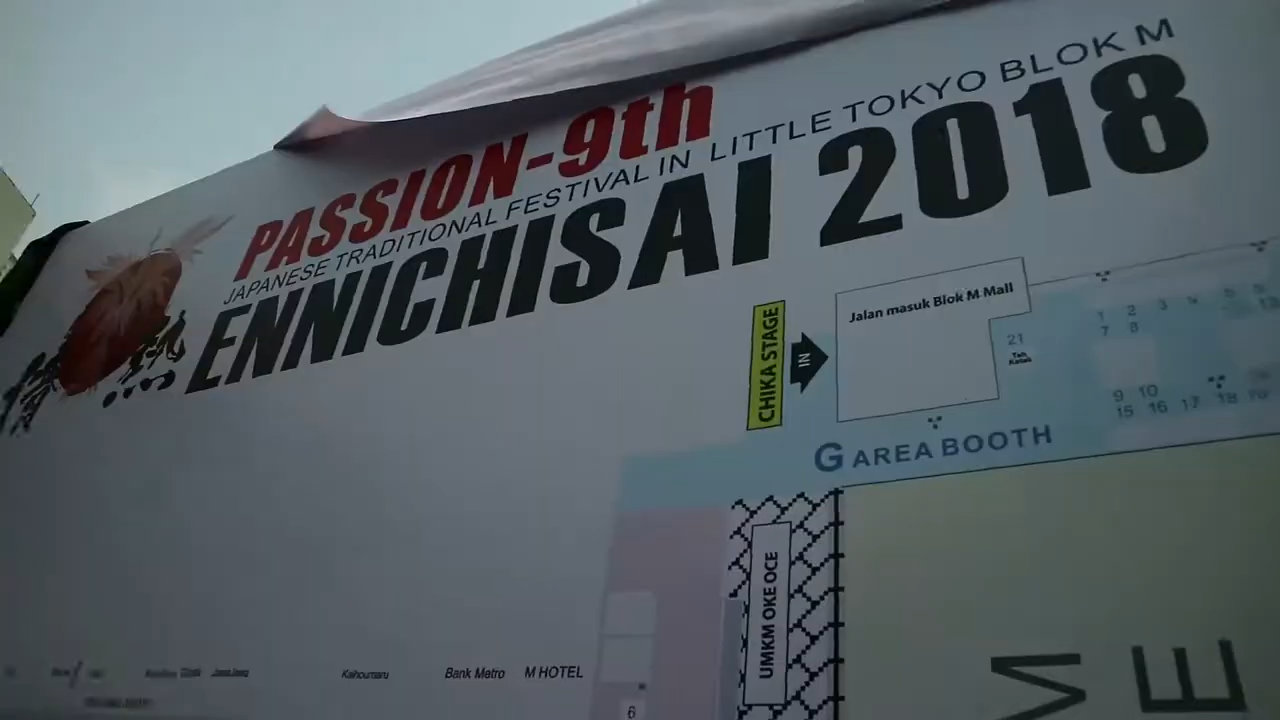 PASSION-9th
JAPANESE TRADITIONAL FESTIVAL IN LITTLE TOKYO BLOK M
ENNICHISAI 2018
CHIKA STAGE
IN
Jalan masuk Blok M Mall
1 2 3
7 8
21
9 10
15 16 17 18
G AREA BOOTH
UMKM OKE OCE
Kahoumaru
Bank Metro
M HOTEL
6
M E